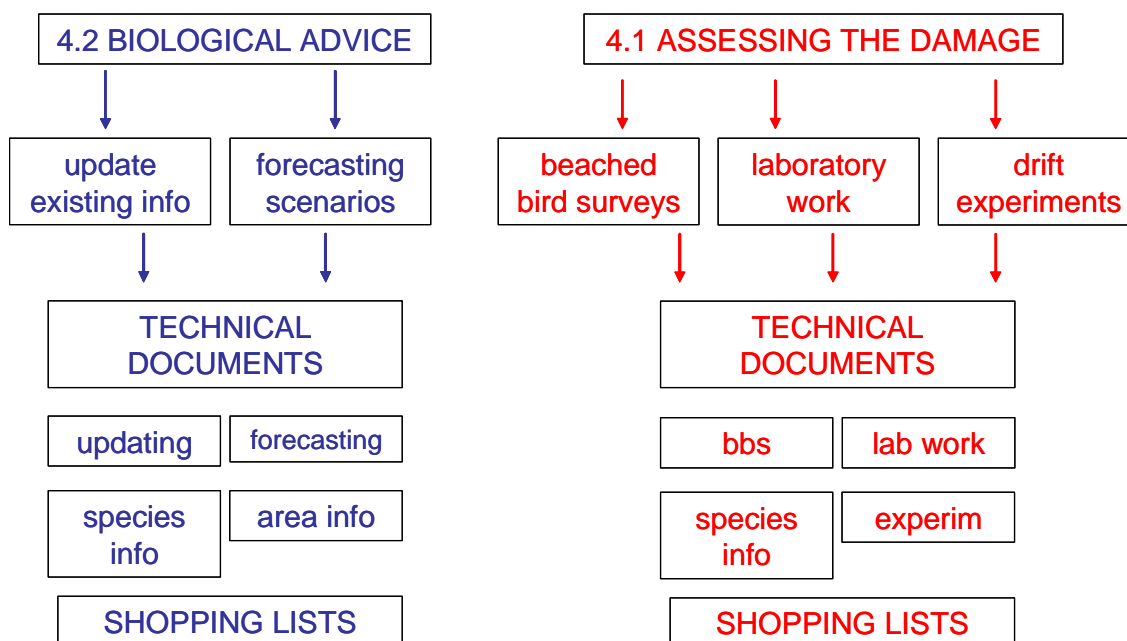 4.2 BIOLOGICAL ADVICE
update
existing info
forecasting
scenarios
TECHNICAL
DOCUMENTS
updating
forecasting
species
info
area info
SHOPPING LISTS
4.1 ASSESSING THE DAMAGE
beached
bird surveys
laboratory
work
drift
experiments
TECHNICAL
DOCUMENTS
bbs
lab work
species
info
experim
SHOPPING LISTS